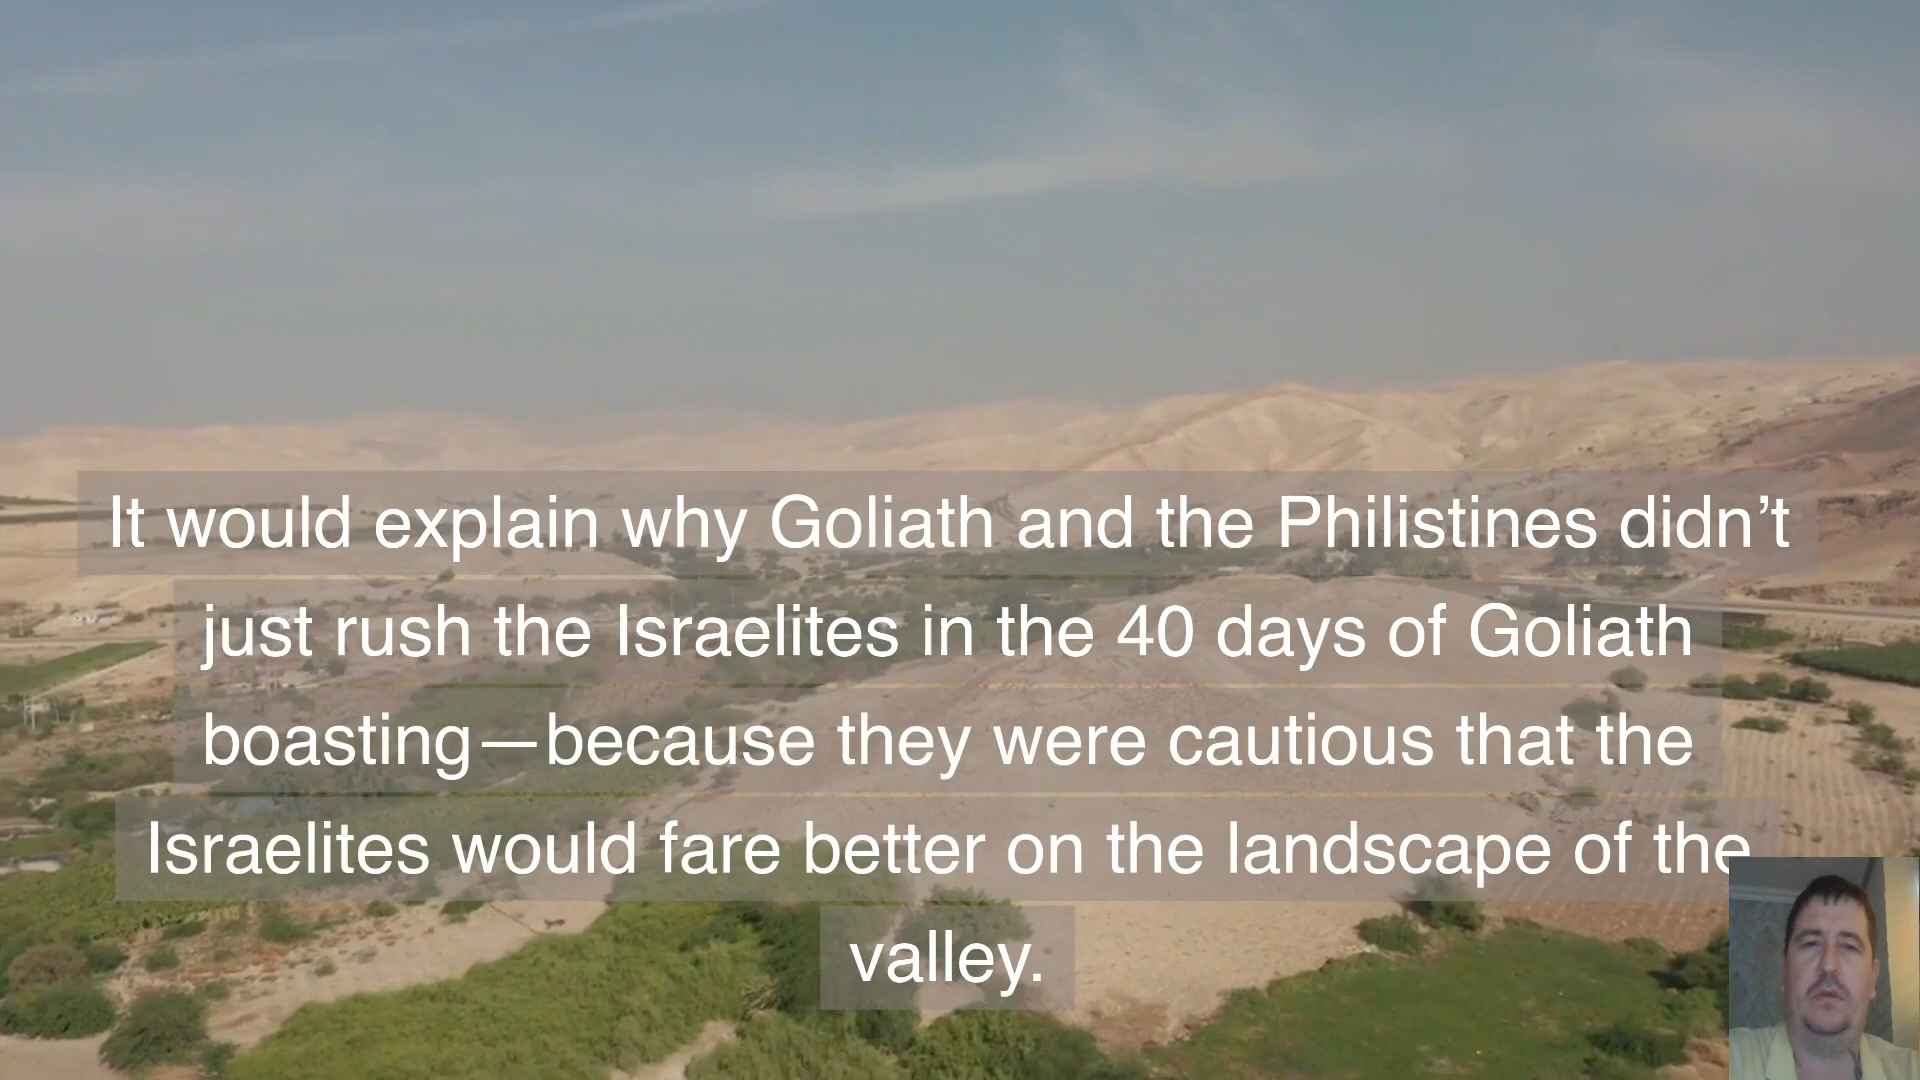 It would explain why Goliath and the Philistines didn’t
just rush the Israelites in the 40 days of Goliath
boasting—because they were cautious that the
Israelites would fare better on the landscape of the
valley.